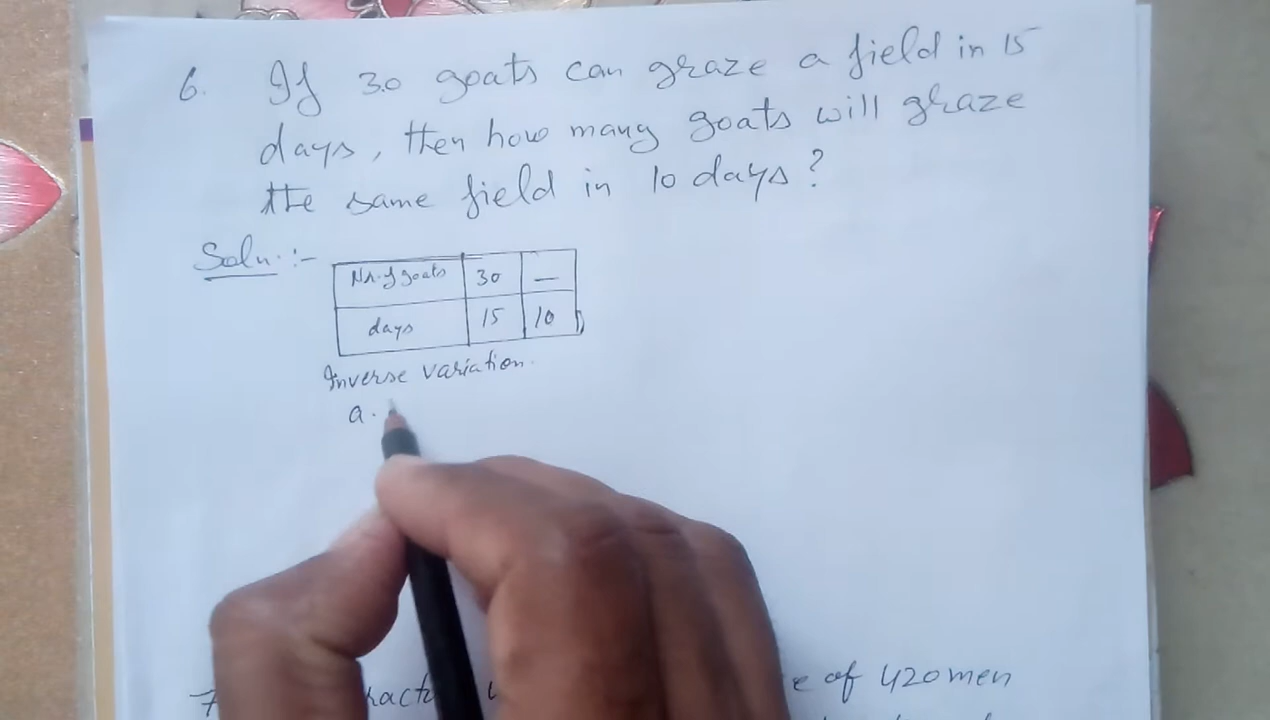 6. If 30 goats can graze a field in 15
days, then how many goats will graze
the same field in 10 days?
Soln. :-
No. of goats 30 —
days 15 10
Inverse variation.
a.
7 e of 420 men